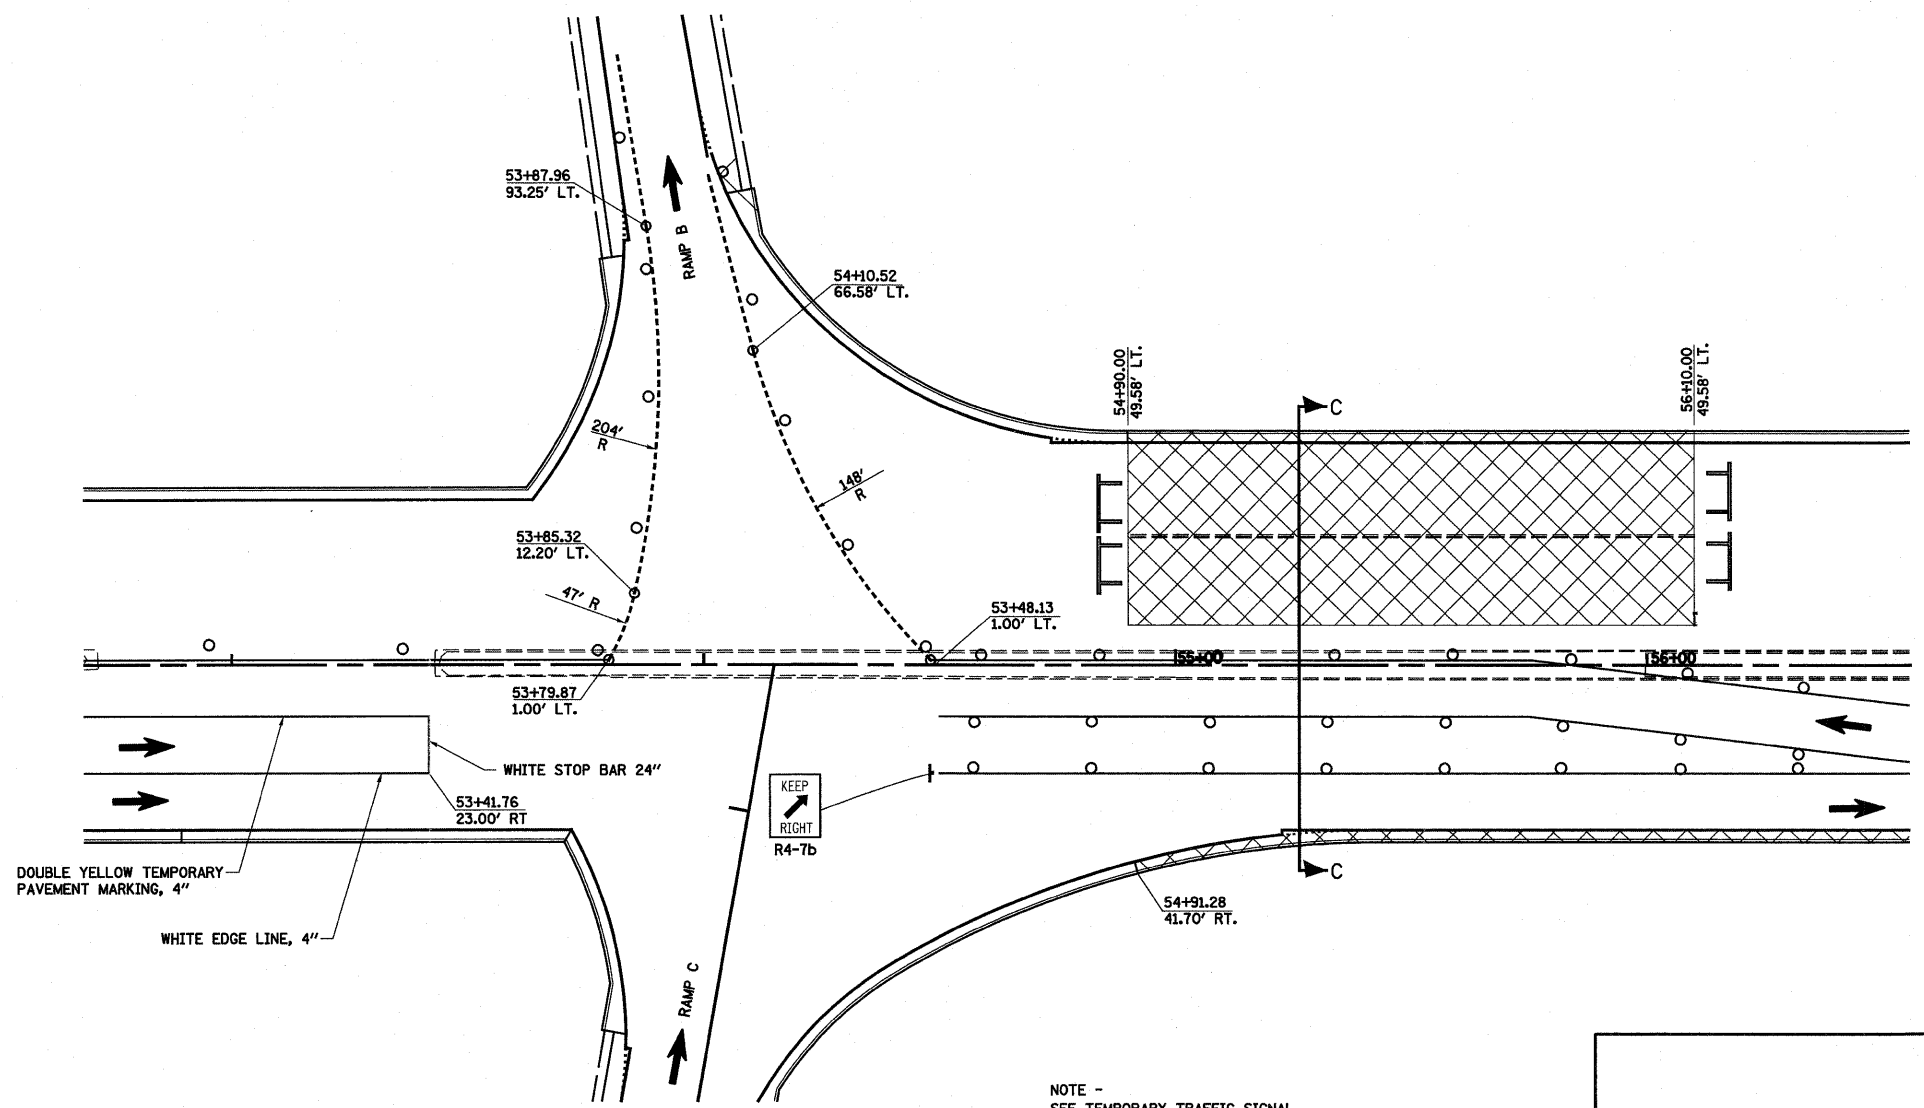 53+87.96
93.25' LT.
RAMP B
54+10.52
66.58' LT.
54+90.00
49.58' LT.
56+10.00
49.58' LT.
C
204'
R
148'
R
53+85.32
12.20' LT.
47' R
53+48.13
1.00' LT.
55+00
56+00
53+79.87
1.00' LT.
WHITE STOP BAR 24"
53+41.76
23.00' RT
KEEP
RIGHT
R4-7b
C
DOUBLE YELLOW TEMPORARY
PAVEMENT MARKING, 4"
54+91.28
41.70' RT.
WHITE EDGE LINE, 4"
RAMP C
NOTE -
SEE TEMPORARY TRAFFIC SIGNAL